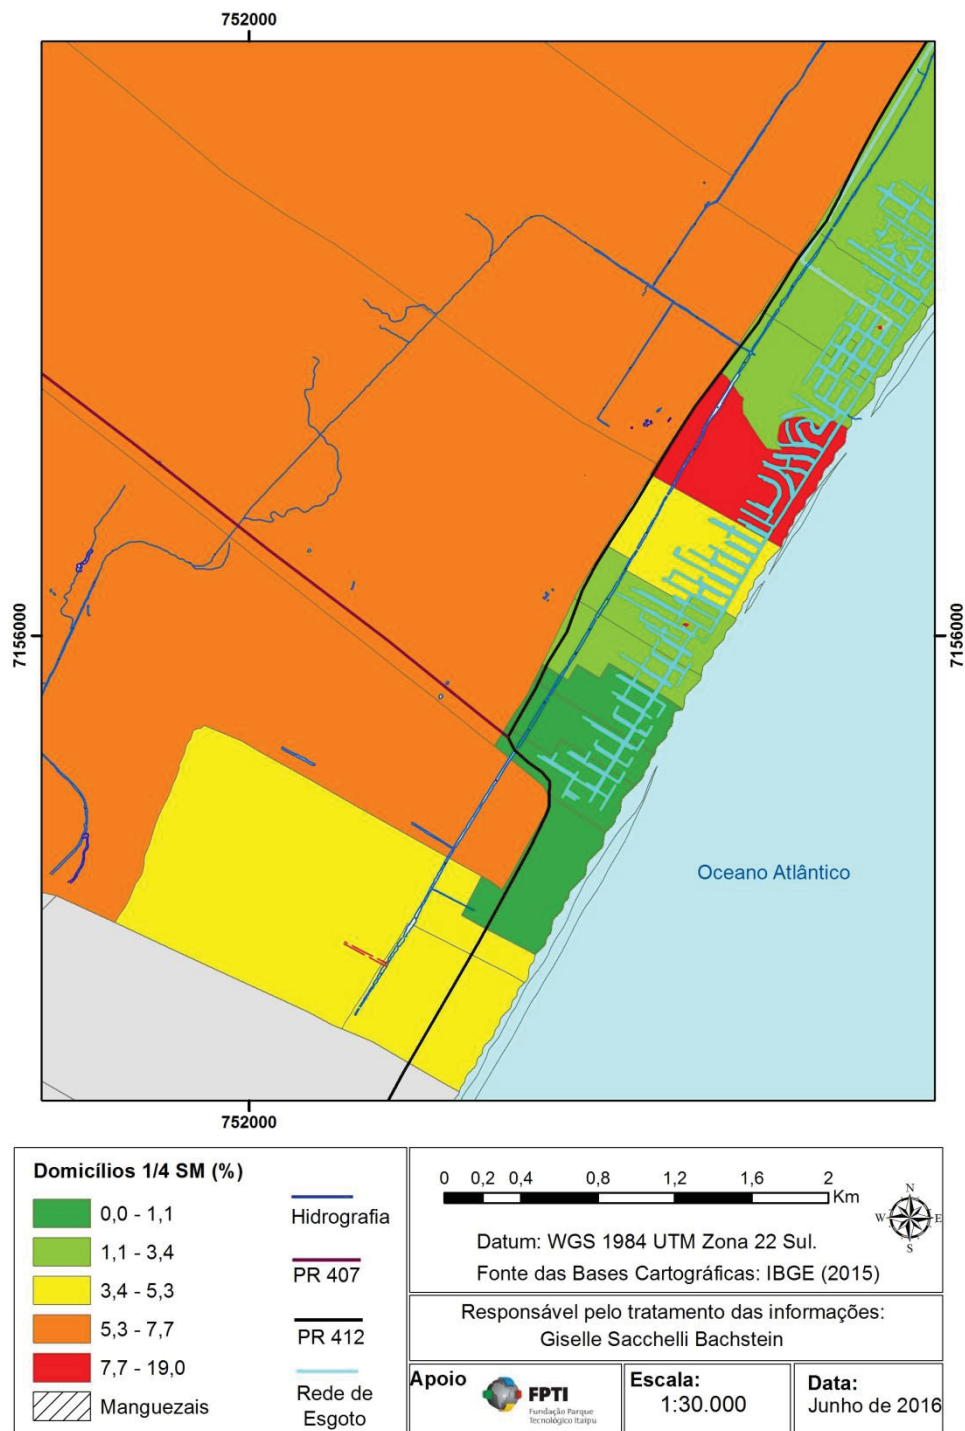 752000
7156000
7156000
Oceano Atlântico
752000
Domicílios 1/4 SM (%)
0,0 - 1,1
1,1 - 3,4
3,4 - 5,3
5,3 - 7,7
7,7 - 19,0
Manguezais
Hidrografia
PR 407
PR 412
Rede de
Esgoto
0 0,2 0,4 0,8 1,2 1,6 2
Km
N
W E
S
Datum: WGS 1984 UTM Zona 22 Sul.
Fonte das Bases Cartográficas: IBGE (2015)
Responsável pelo tratamento das informações:
Giselle Sacchelli Bachstein
Apoio
FPTI
Fundação Parque
Tecnológico Itaipu
Escala:
1:30.000
Data:
Junho de 2016